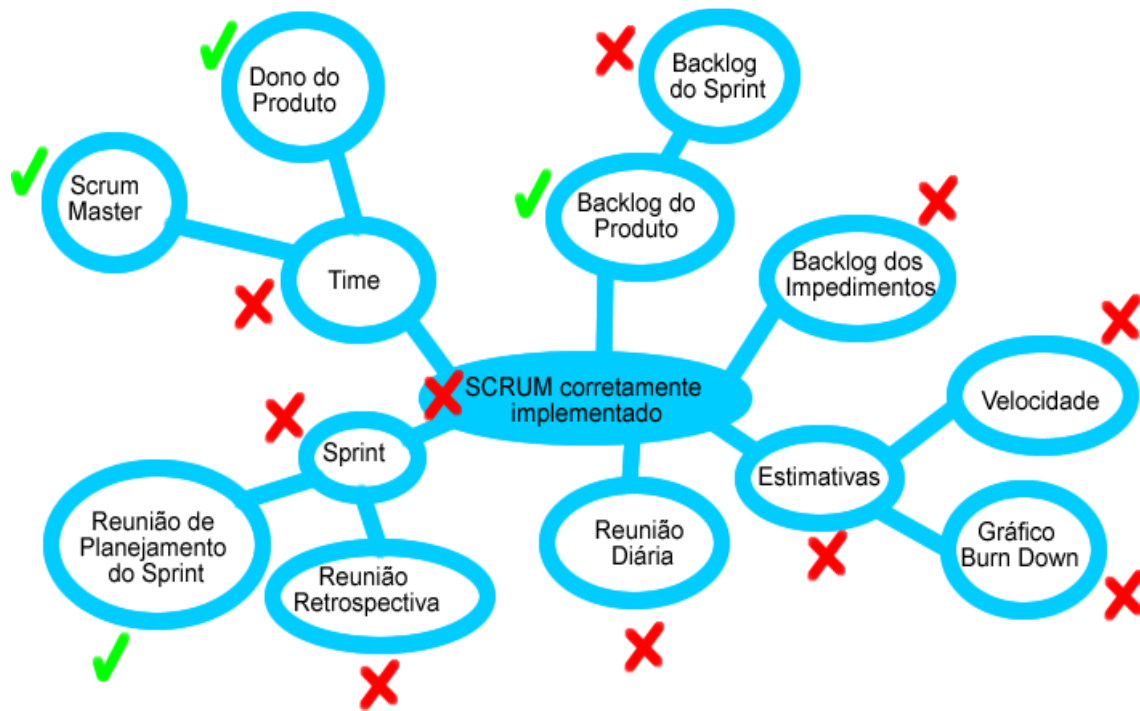 Dono do
Produto
Backlog
do Sprint
Scrum
Master
Backlog do
Produto
Time
Backlog dos
Impedimentos
SCRUM corretamente
implementado
Velocidade
Sprint
Estimativas
Reunião de
Planejamento
do Sprint
Reunião
Diária
Gráfico
Burn Down
Reunião
Retrospectiva